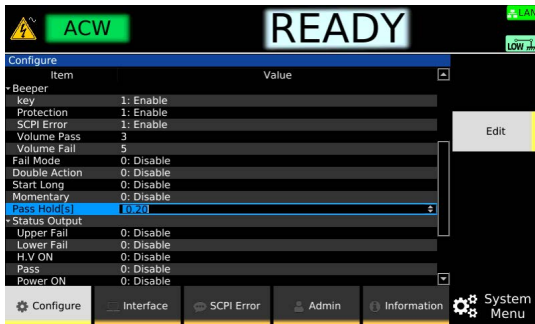 ACW
READY
LAN
LOW
Configure
Item Value
Beeper
key 1: Enable
Protection 1: Enable
SCPI Error 1: Enable
Volume Pass 3
Volume Fail 5
Fail Mode 0: Disable
Double Action 0: Disable
Start Long 0: Disable
Momentary 0: Disable
Pass Hold[s] 0.20
Status Output
Upper Fail 0: Disable
Lower Fail 0: Disable
H.V ON 0: Disable
Pass 0: Disable
Power ON 0: Disable
Edit
Configure Interface SCPI Error Admin Information System Menu